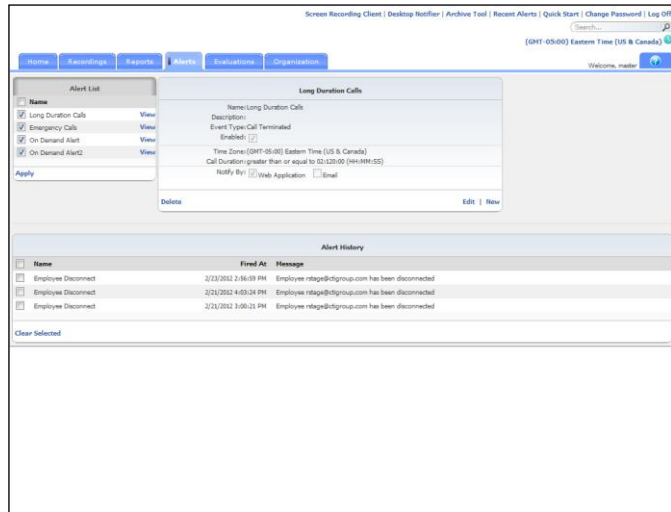 Screen Recording Client | Desktop Notifier | Archive Tool | Recent Alerts | Quick Start | Change Password | Log Off
Search...
(GMT-05:00) Eastern Time (US & Canada)
Home Recordings Reports Alerts Evaluations Organization
Welcome, master
Alert List
Name
Long Duration Calls View
Emergency Calls View
On Demand Alert View
On Demand Alert2 View
Apply
Long Duration Calls
Name: Long Duration Calls
Description:
Event Type: Call Terminated
Enabled:
Time Zone: (GMT-05:00) Eastern Time (US & Canada)
Call Duration: greater than or equal to 02:120:00 (HH:MM:SS)
Notify By: Web Application Email
Delete Edit | New
Alert History
Name Fired At Message
Employee Disconnect 2/23/2012 2:56:59 PM Employee rstage@ctigroup.com has been disconnected
Employee Disconnect 2/21/2012 4:03:24 PM Employee rstage@ctigroup.com has been disconnected
Employee Disconnect 2/21/2012 3:00:21 PM Employee rstage@ctigroup.com has been disconnected
Clear Selected